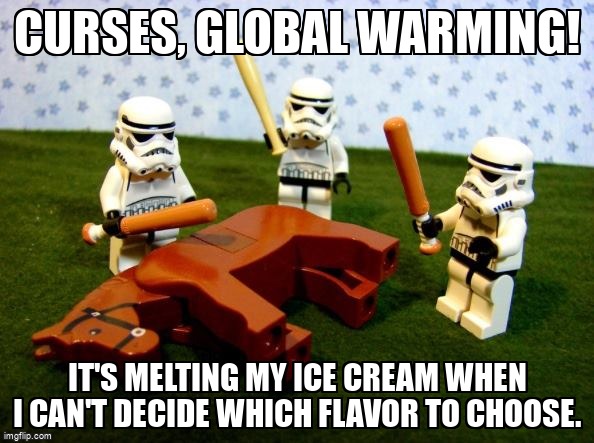 CURSES, GLOBAL WARMING!
IT'S MELTING MY ICE CREAM WHEN
I CAN'T DECIDE WHICH FLAVOR TO CHOOSE.
imgflip.com